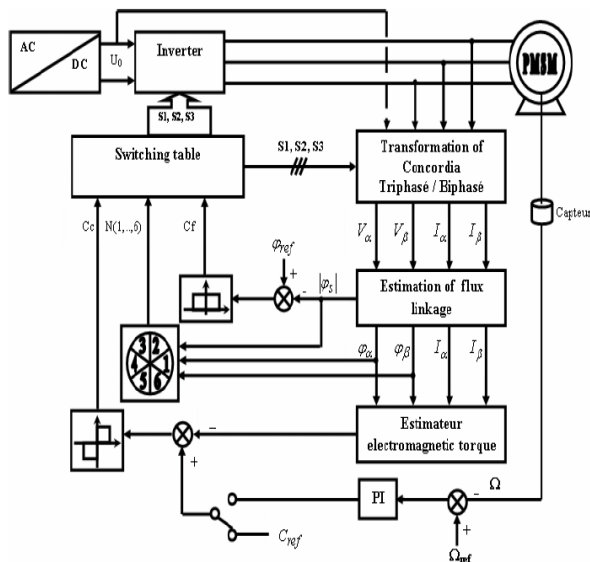 AC
DC
U0
Inverter
PMSM
S1, S2, S3
Switching table
S1, S2, S3
Transformation of
Concordia
Triphasé / Biphasé
Capteur
Cc
N(1,..,6)
Cf
Vα
Vβ
Iα
Iβ
φref
+
-
|φs|
Estimation of flux
linkage
3
2
4
1
5
6
φα
φβ
Iα
Iβ
Estimateur
electromagnetic torque
-
+
PI
-
Ω
Cref
+
Ωref